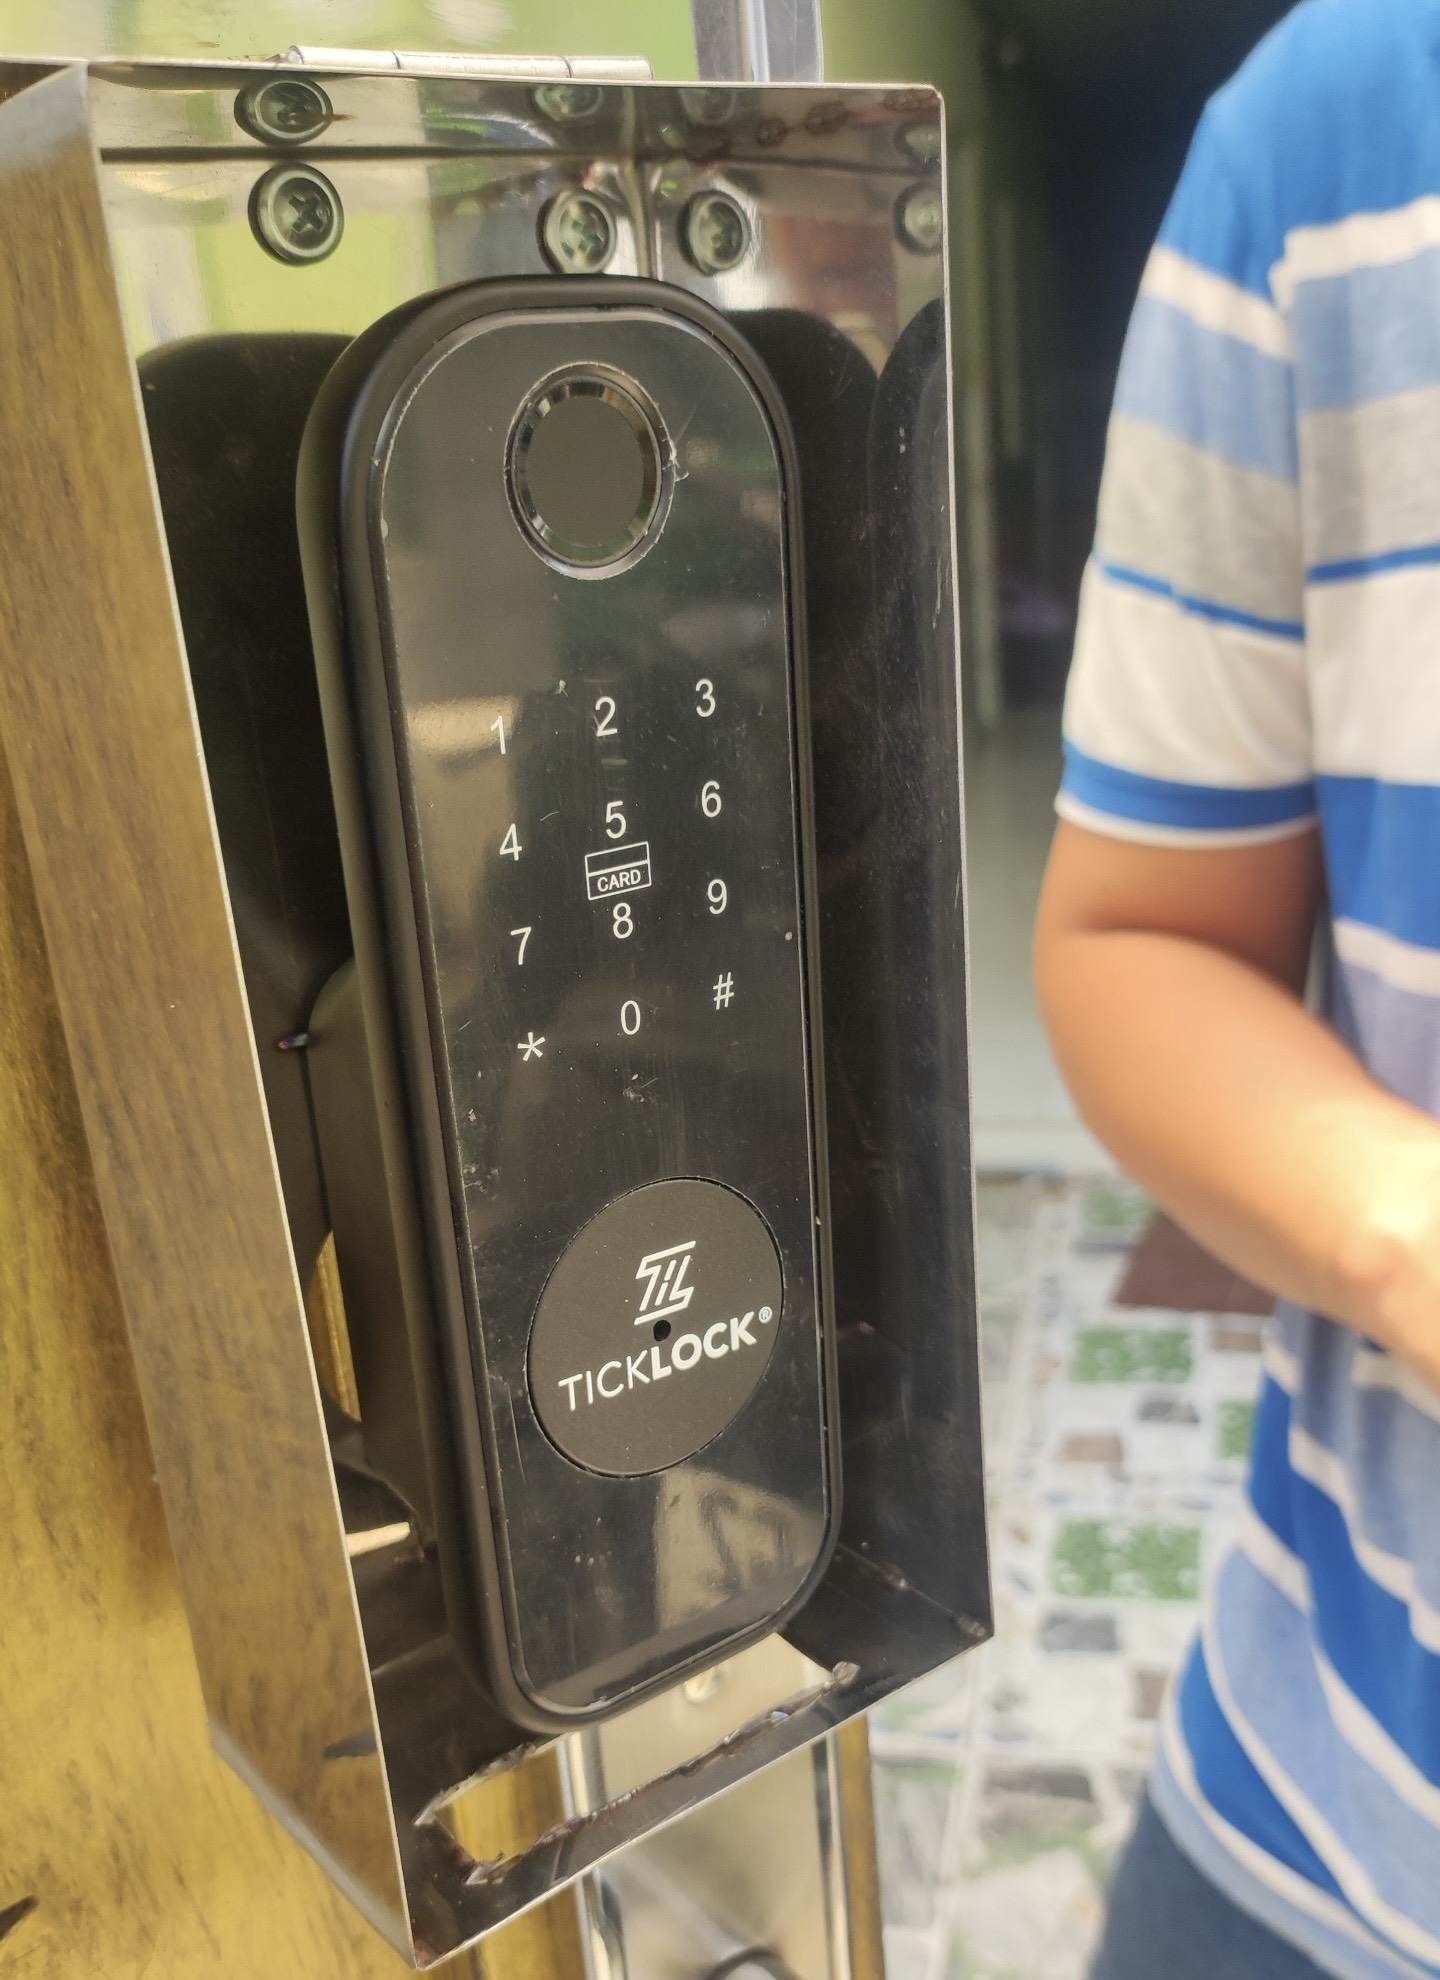 1 2 3
4 5 6
CARD
7 8 9
* 0 #
TL
TICKLOCK®